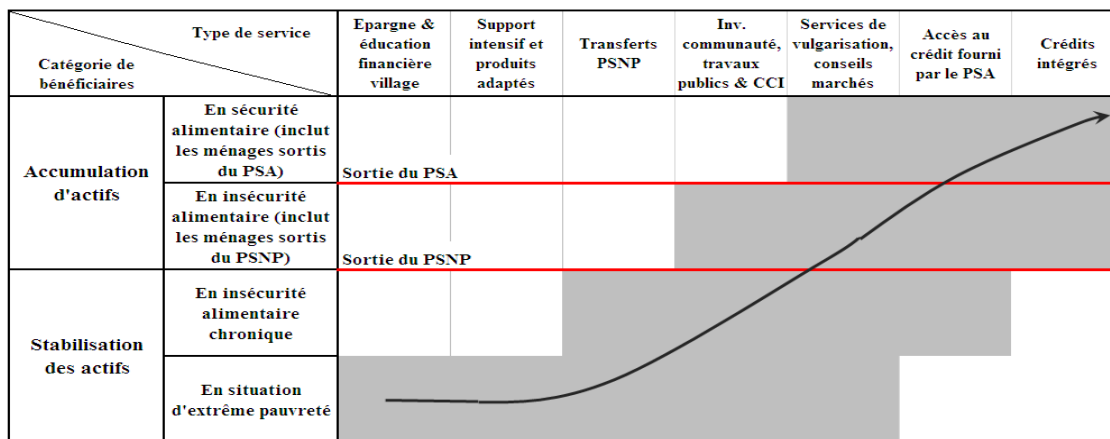 Type de service
Catégorie de
bénéficiaires
Epargne &
éducation
financière
village
Support
intensif et
produits
adaptés
Transferts
PSNP
Inv.
communauté,
travaux
publics & CCI
Services de
vulgarisation,
conseils
marchés
Accès au
crédit fourni
par le PSA
Crédits
intégrés
Accumulation
d'actifs
En sécurité
alimentaire (inclut
les ménages sortis
du PSA)
Sortie du PSA
En insécurité
alimentaire (inclut
les ménages sortis
du PSNP)
Sortie du PSNP
Stabilisation
des actifs
En insécurité
alimentaire
chronique
En situation
d'extrême pauvreté